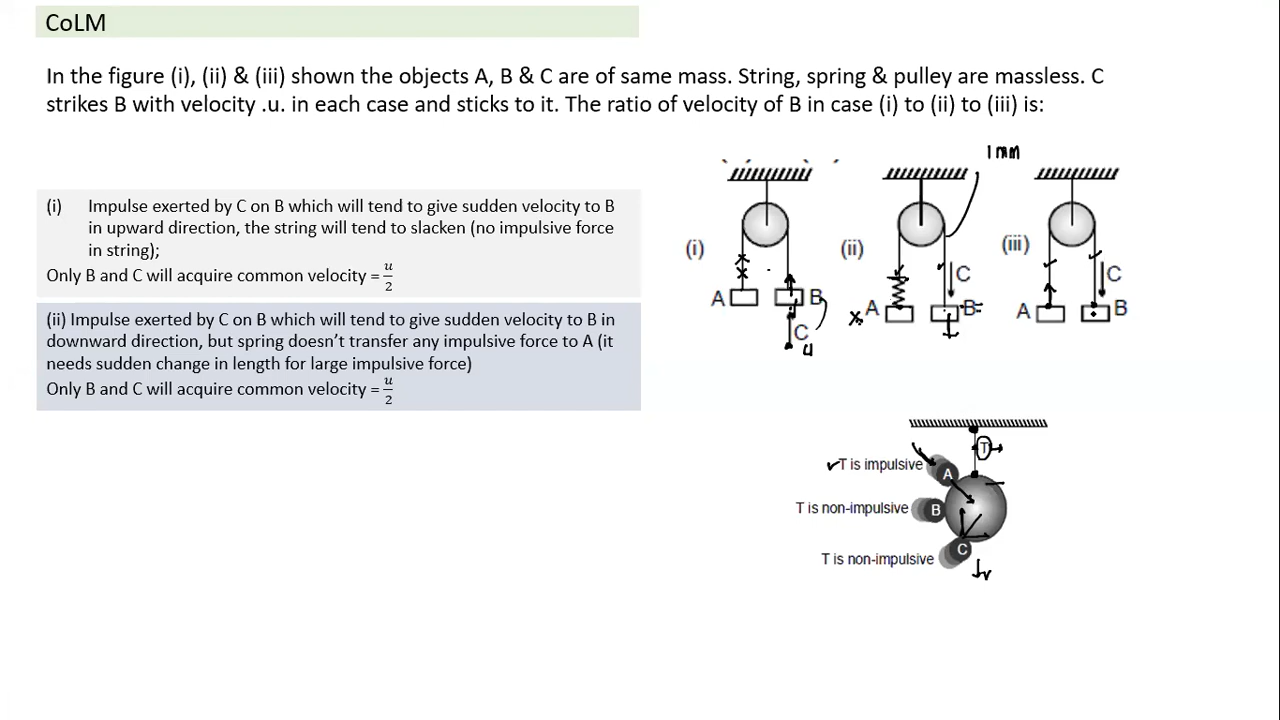 CoLM
In the figure (i), (ii) & (iii) shown the objects A, B & C are of same mass. String, spring & pulley are massless. C
strikes B with velocity .u. in each case and sticks to it. The ratio of velocity of B in case (i) to (ii) to (iii) is:
1 mm
(i) Impulse exerted by C on B which will tend to give sudden velocity to B
in upward direction, the string will tend to slacken (no impulsive force
in string);
Only B and C will acquire common velocity = u/2
(ii) Impulse exerted by C on B which will tend to give sudden velocity to B in
downward direction, but spring doesn't transfer any impulsive force to A (it
needs sudden change in length for large impulsive force)
Only B and C will acquire common velocity = u/2
(i)
A
B
C
u
(ii)
C
A
B
(iii)
C
A
B
T
T is impulsive
A
T is non-impulsive
B
T is non-impulsive
C
v